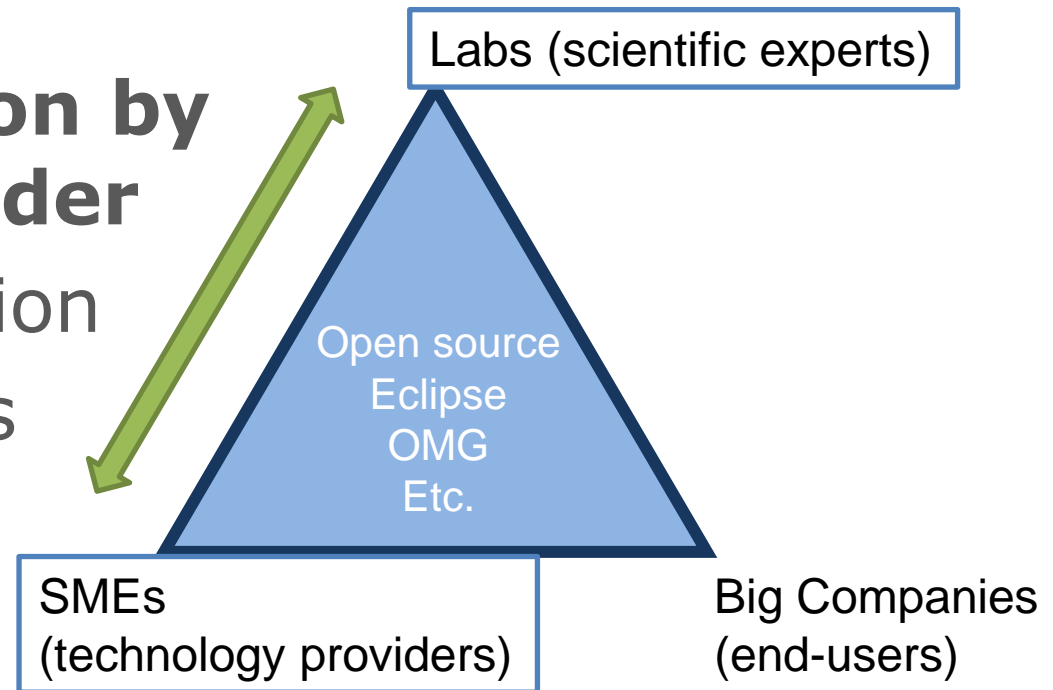 Labs (scientific experts)
on by
der
ion
s
Open source
Eclipse
OMG
Etc.
SMEs
(technology providers)
Big Companies
(end-users)